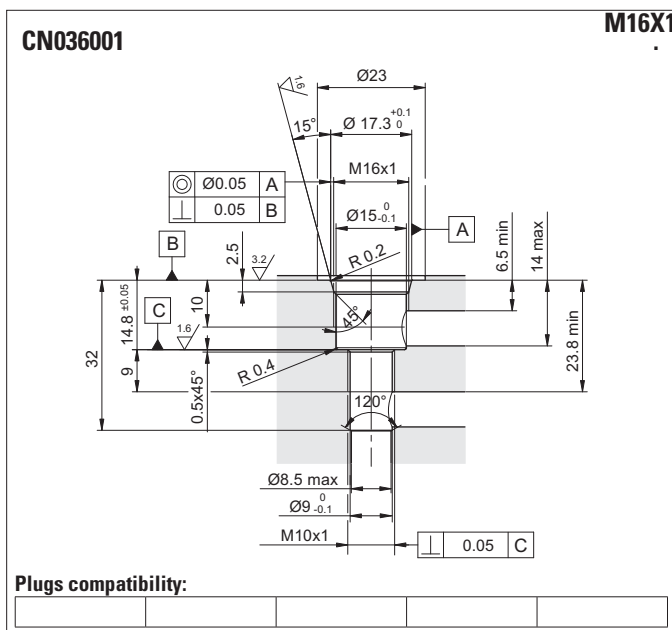 CN036001
M16X1
.
Ø23
1.6
15°
Ø 17.3 +0.1 0
◎ Ø0.05 A
M16x1
⊥ 0.05 B
Ø15 0 -0.1
A
B
2.5
3.2
R 0.2
6.5 min
14 max
C
14.8 ±0.05
10
45°
1.6
32
9
0.5x45°
R 0.4
23.8 min
120°
Ø8.5 max
Ø9 0 -0.1
M10x1
⊥ 0.05 C
Plugs compatibility: